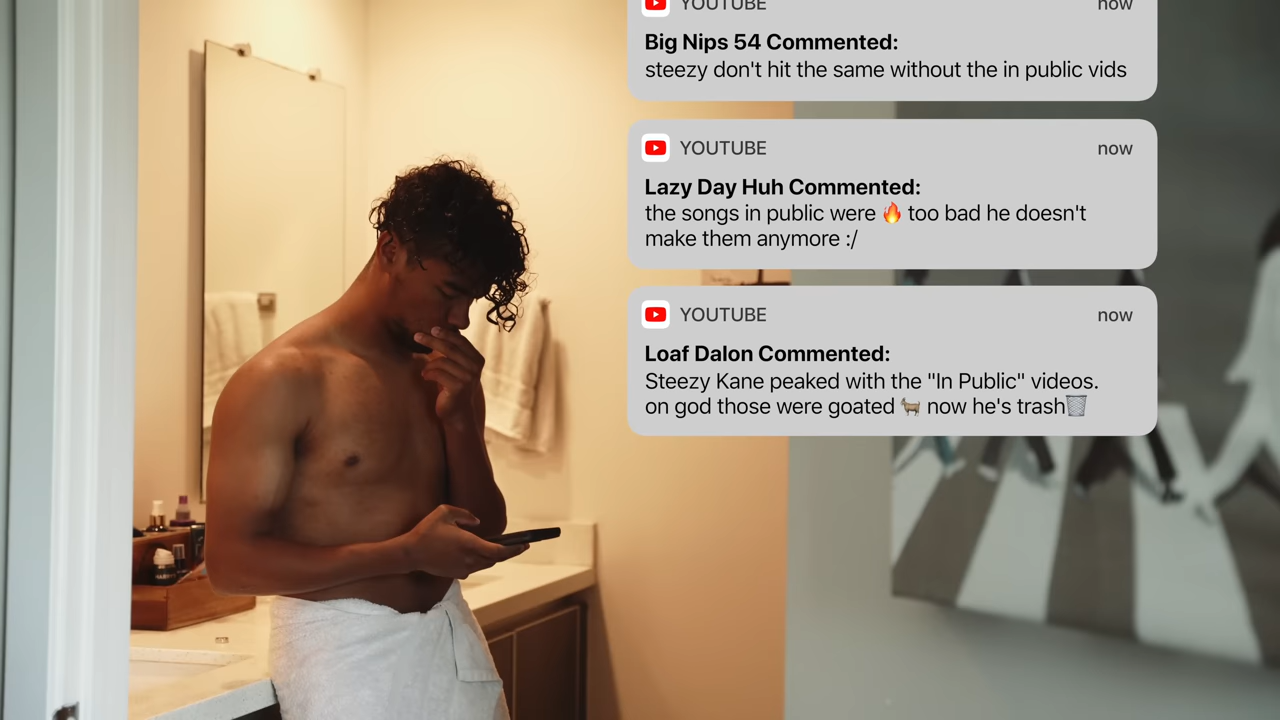 YOUTUBE now
Big Nips 54 Commented:
steezy don't hit the same without the in public vids
YOUTUBE now
Lazy Day Huh Commented:
the songs in public were 🔥 too bad he doesn't
make them anymore :/
YOUTUBE now
Loaf Dalon Commented:
Steezy Kane peaked with the "In Public" videos.
on god those were goated 🐐 now he's trash🗑️